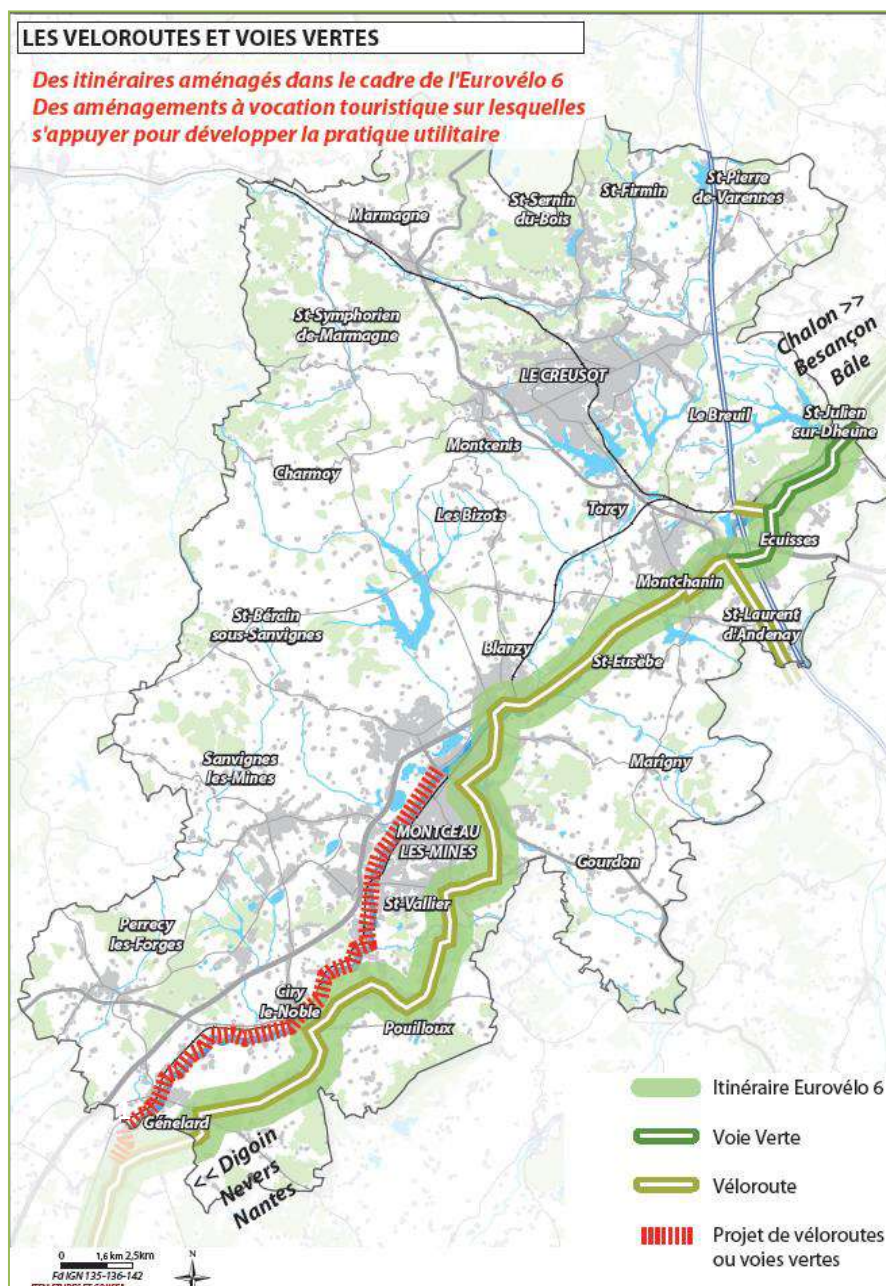 LES VELOROUTES ET VOIES VERTES
Des itinéraires aménagés dans le cadre de l'Eurovélo 6
Des aménagements à vocation touristique sur lesquelles
s'appuyer pour développer la pratique utilitaire
Marmagne
St-Sernin
du-Bois
St-Firmin
St-Pierre
de-Varennes
St-Symphorien
de-Marmagne
Chalon >>
Besançon
Bâle
LE CREUSOT
Le Breuil
St-Julien
sur-Dheune
Montcenis
Charmoy
Les Bizots
Torcy
Ecuisses
Montchanin
St-Laurent
d'Andenay
St-Bérain
sous-Sanvignes
Blanzy
St-Eusèbe
Sanvignes
les-Mines
Marigny
MONTCEAU
LES-MINES
Gourdon
St-Vallier
Perrecy
les-Forges
Ciry
le-Noble
Pouilloux
Génelard
<< Digoin
Nevers
Nantes
Itinéraire Eurovélo 6
Voie Verte
Véloroute
Projet de véloroutes
ou voies vertes
0 1,6 km 2,5km
N
Fd IGN 135-136-142